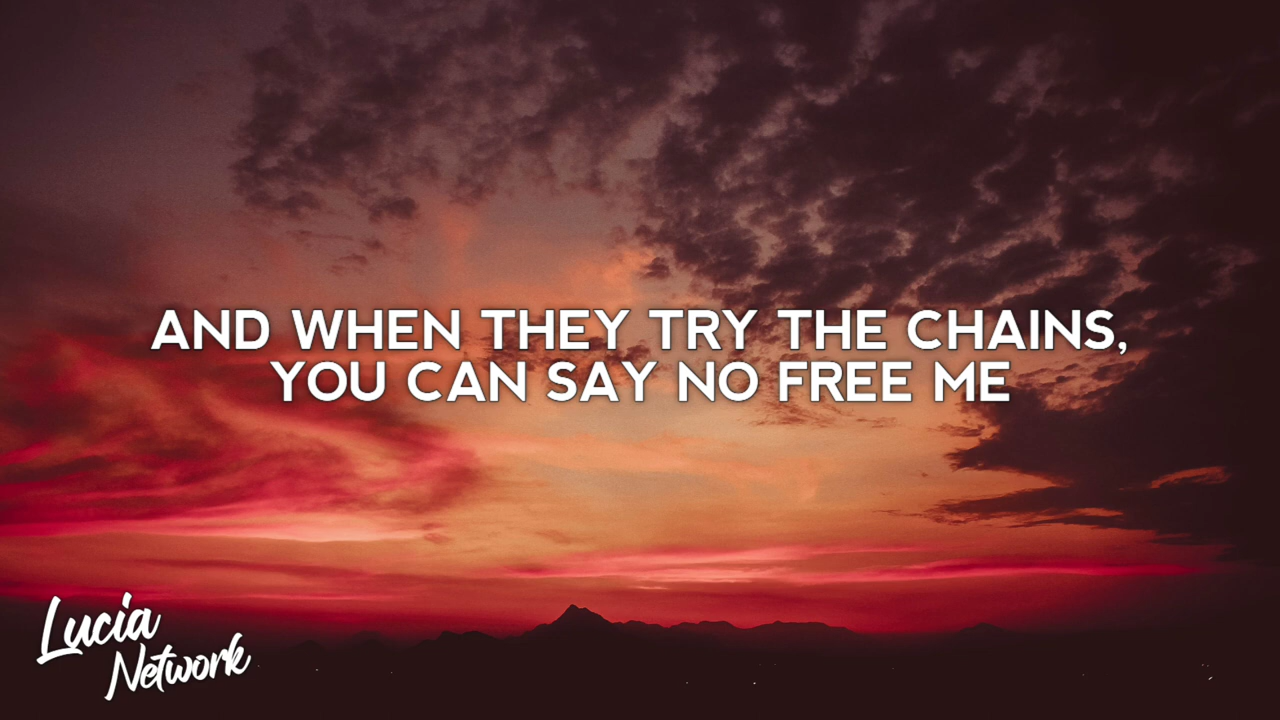 AND WHEN THEY TRY THE CHAINS,
YOU CAN SAY NO FREE ME
Lucia
Network